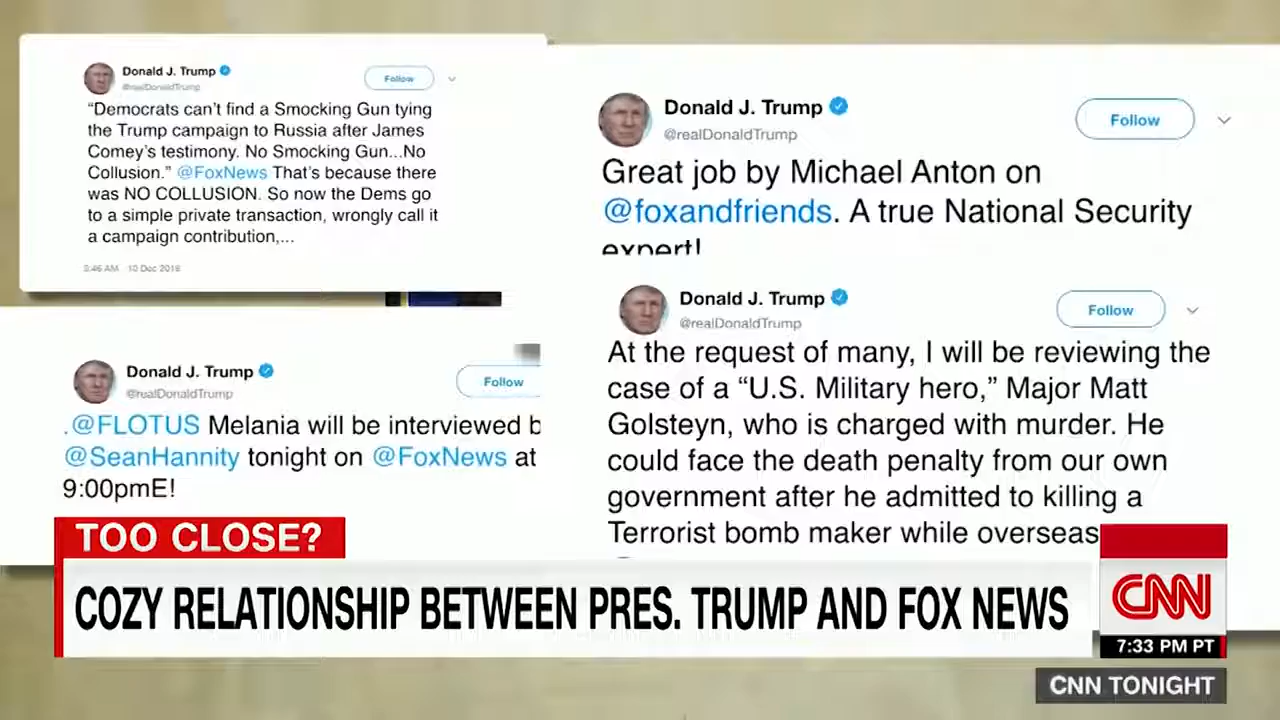 Donald J. Trump
@realDonaldTrump
Follow
"Democrats can't find a Smocking Gun tying
the Trump campaign to Russia after James
Comey's testimony. No Smocking Gun...No
Collusion." @FoxNews That's because there
was NO COLLUSION. So now the Dems go
to a simple private transaction, wrongly call it
a campaign contribution,...
10 Dec 2018
Donald J. Trump
@realDonaldTrump
Follow
Great job by Michael Anton on
@foxandfriends. A true National Security
expert!
Donald J. Trump
@realDonaldTrump
Follow
.@FLOTUS Melania will be interviewed b
@SeanHannity tonight on @FoxNews at
9:00pmE!
Donald J. Trump
@realDonaldTrump
Follow
At the request of many, I will be reviewing the
case of a “U.S. Military hero,” Major Matt
Golsteyn, who is charged with murder. He
could face the death penalty from our own
government after he admitted to killing a
Terrorist bomb maker while overseas
TOO CLOSE?
COZY RELATIONSHIP BETWEEN PRES. TRUMP AND FOX NEWS
CNN
7:33 PM PT
CNN TONIGHT